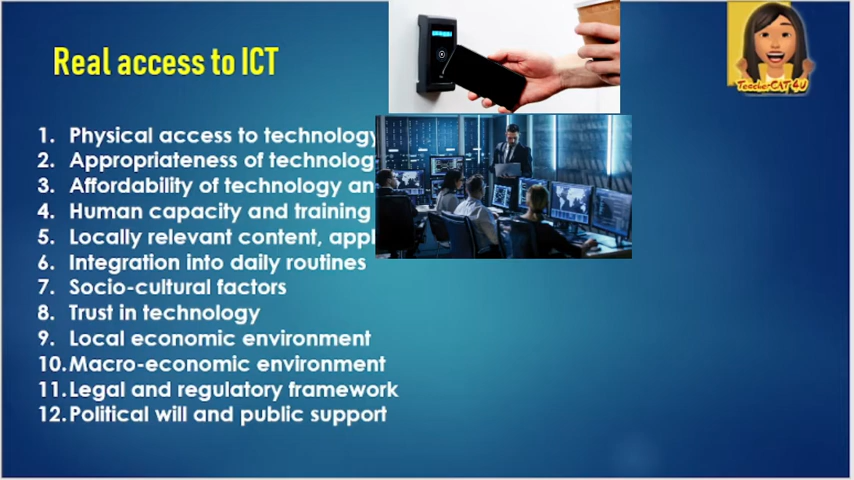 Real access to ICT
TeacherCAT 4U
1. Physical access to technology
2. Appropriateness of technolog
3. Affordability of technology an
4. Human capacity and training
5. Locally relevant content, appl
6. Integration into daily routines
7. Socio-cultural factors
8. Trust in technology
9. Local economic environment
10. Macro-economic environment
11. Legal and regulatory framework
12. Political will and public support